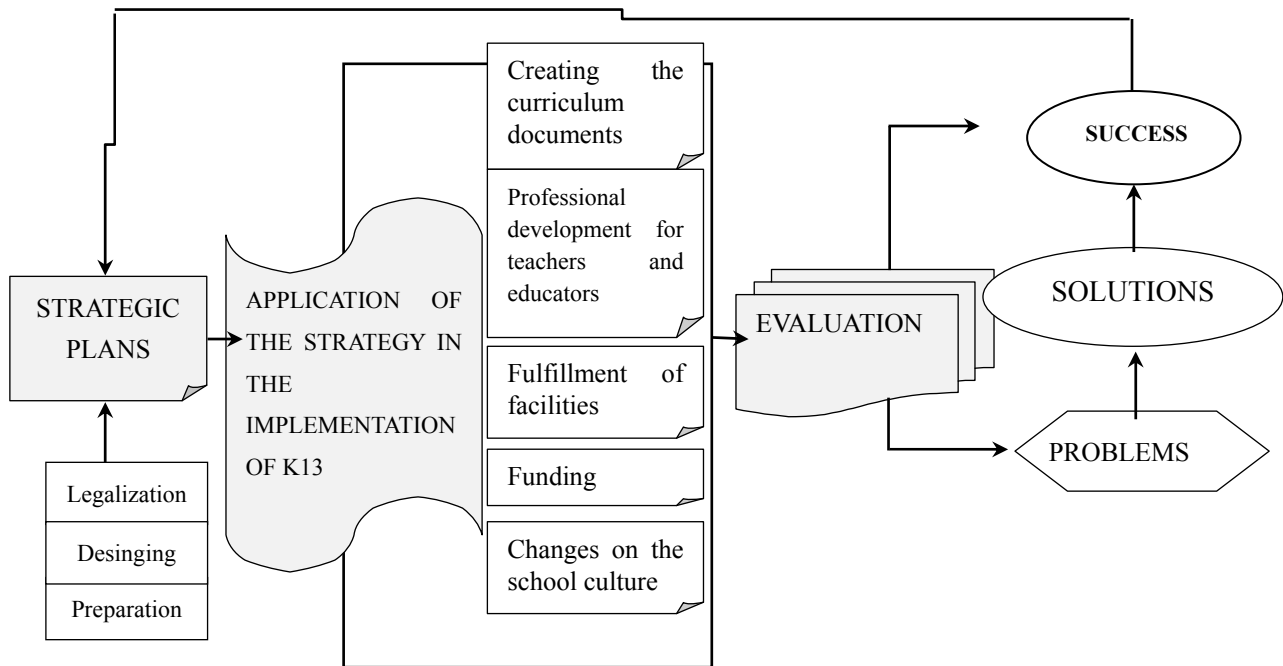 STRATEGIC
PLANS
Legalization
Desinging
Preparation
APPLICATION OF
THE STRATEGY IN
THE
IMPLEMENTATION
OF K13
Creating the
curriculum
documents
Professional
development for
teachers and
educators
Fulfillment of
facilities
Funding
Changes on the
school culture
EVALUATION
SUCCESS
SOLUTIONS
PROBLEMS